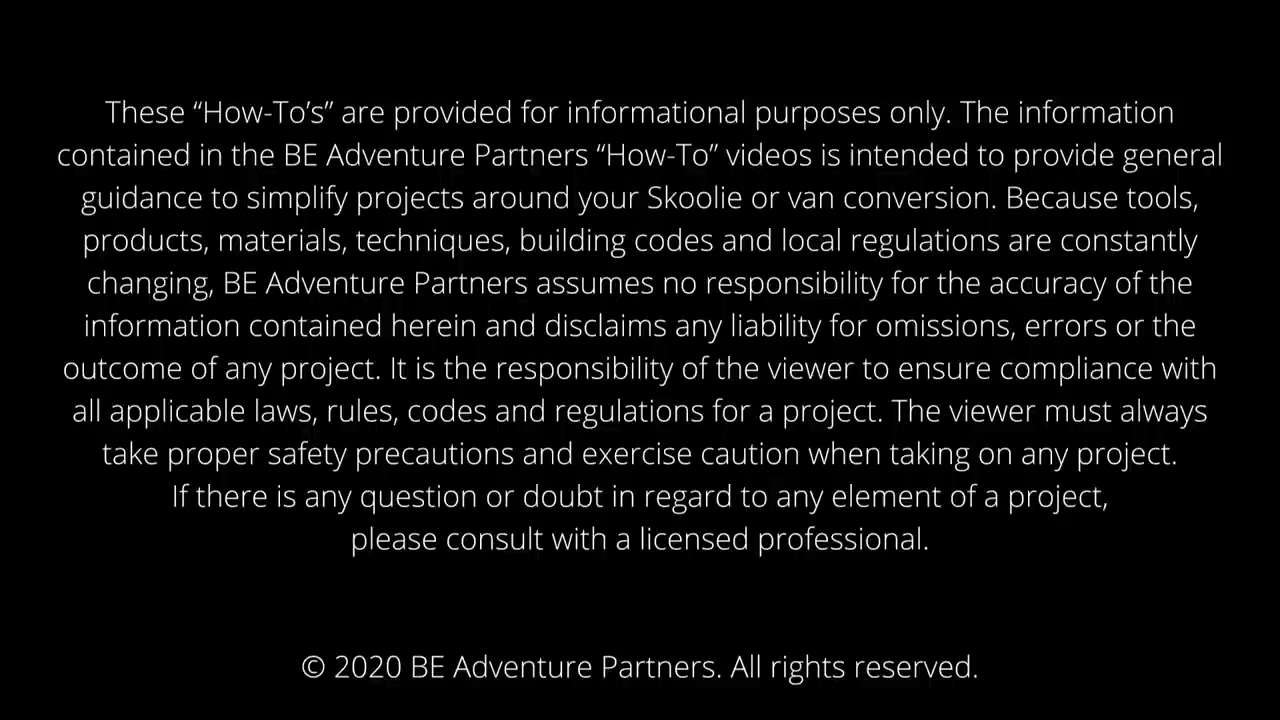 These “How-To’s” are provided for informational purposes only. The information
contained in the BE Adventure Partners “How-To” videos is intended to provide general
guidance to simplify projects around your Skoolie or van conversion. Because tools,
products, materials, techniques, building codes and local regulations are constantly
changing, BE Adventure Partners assumes no responsibility for the accuracy of the
information contained herein and disclaims any liability for omissions, errors or the
outcome of any project. It is the responsibility of the viewer to ensure compliance with
all applicable laws, rules, codes and regulations for a project. The viewer must always
take proper safety precautions and exercise caution when taking on any project.
If there is any question or doubt in regard to any element of a project,
please consult with a licensed professional.
© 2020 BE Adventure Partners. All rights reserved.